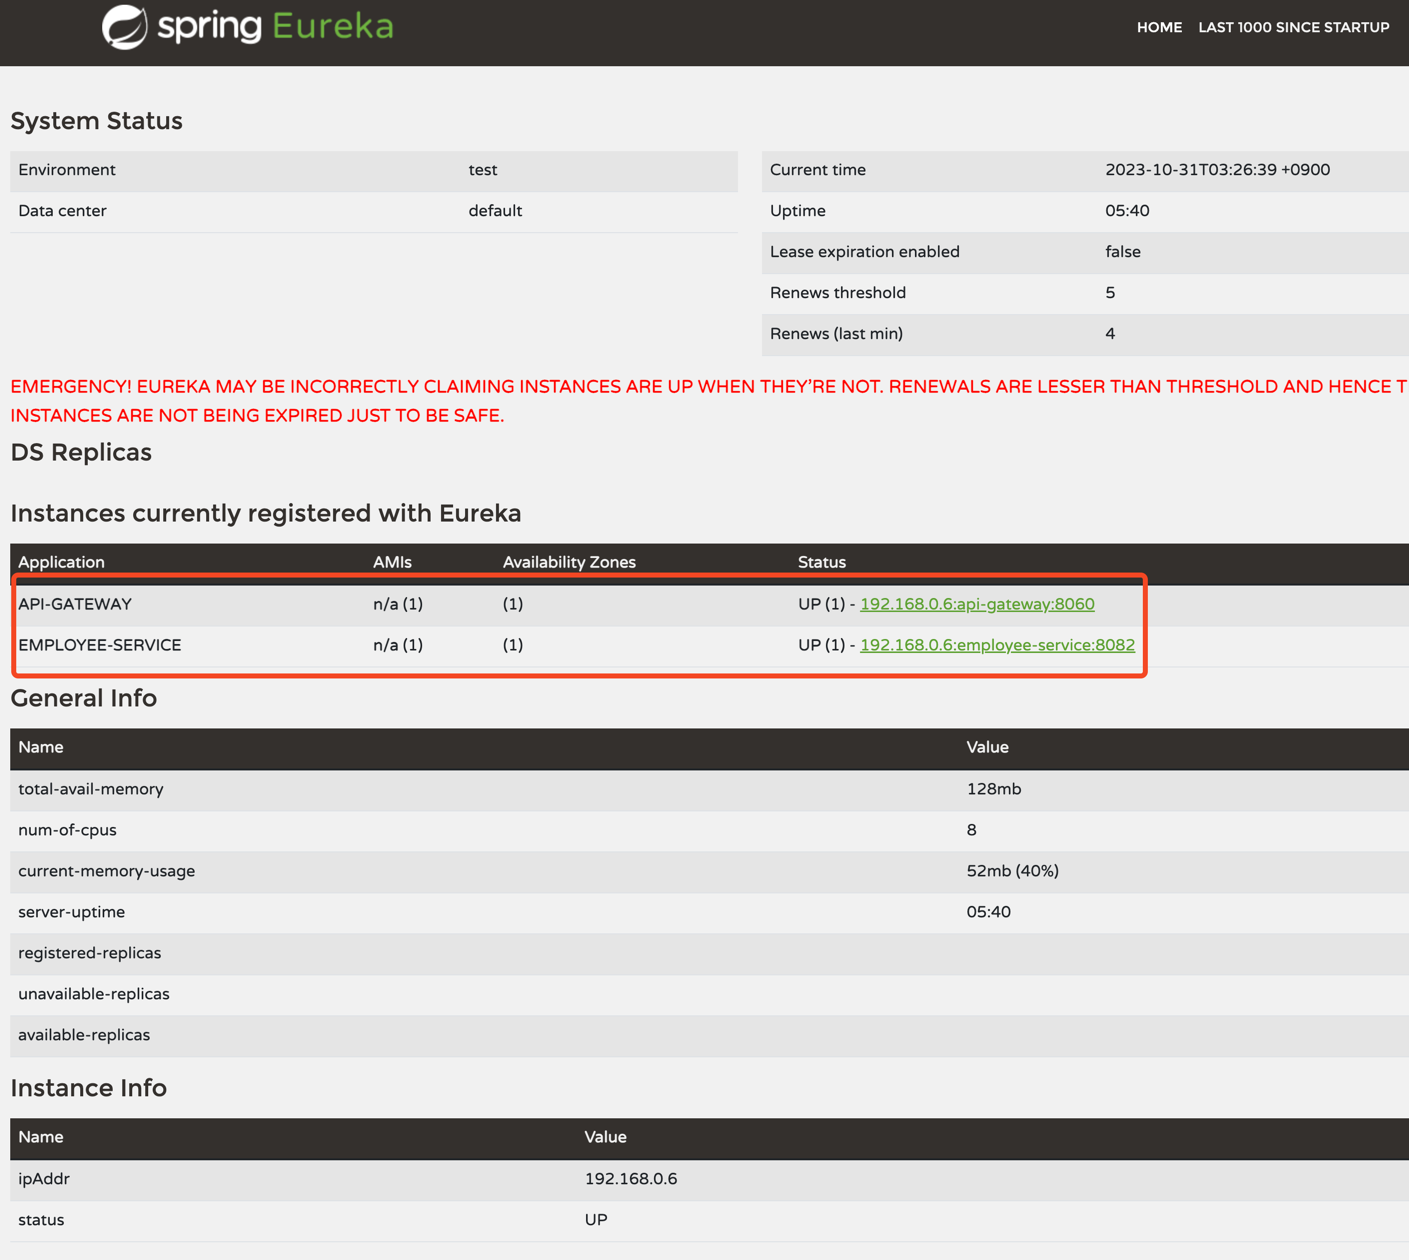 spring Eureka
HOME LAST 1000 SINCE STARTUP
System Status
Environment test
Data center default
Current time 2023-10-31T03:26:39 +0900
Uptime 05:40
Lease expiration enabled false
Renews threshold 5
Renews (last min) 4
EMERGENCY! EUREKA MAY BE INCORRECTLY CLAIMING INSTANCES ARE UP WHEN THEY'RE NOT. RENEWALS ARE LESSER THAN THRESHOLD AND HENCE T
INSTANCES ARE NOT BEING EXPIRED JUST TO BE SAFE.
DS Replicas
Instances currently registered with Eureka
Application AMIs Availability Zones Status
API-GATEWAY n/a (1) (1) UP (1) - 192.168.0.6:api-gateway:8060
EMPLOYEE-SERVICE n/a (1) (1) UP (1) - 192.168.0.6:employee-service:8082
General Info
Name Value
total-avail-memory 128mb
num-of-cpus 8
current-memory-usage 52mb (40%)
server-uptime 05:40
registered-replicas
unavailable-replicas
available-replicas
Instance Info
Name Value
ipAddr 192.168.0.6
status UP